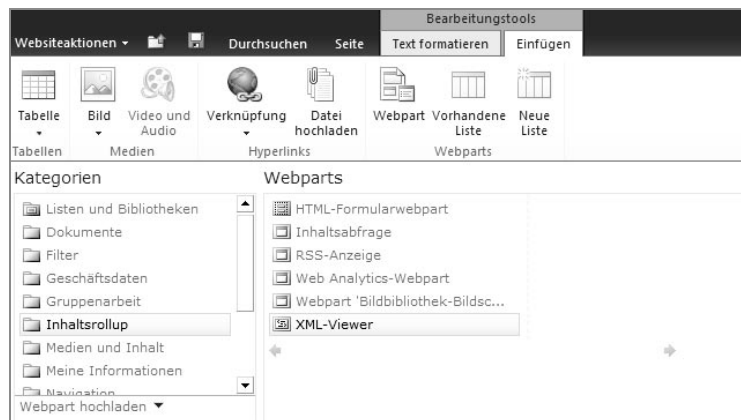 Bearbeitungstools
Websiteaktionen Durchsuchen Seite Text formatieren Einfügen
Tabelle Bild Video und Audio Verknüpfung Datei hochladen Webpart Vorhandene Liste Neue Liste
Tabellen Medien Hyperlinks Webparts
Kategorien Webparts
Listen und Bibliotheken HTML-Formularwebpart
Dokumente Inhaltsabfrage
Filter RSS-Anzeige
Geschäftsdaten Web Analytics-Webpart
Gruppenarbeit Webpart 'Bildbibliothek-Bildsc...
Inhaltsrollup XML-Viewer
Medien und Inhalt
Meine Informationen
Navigation
Webpart hochladen